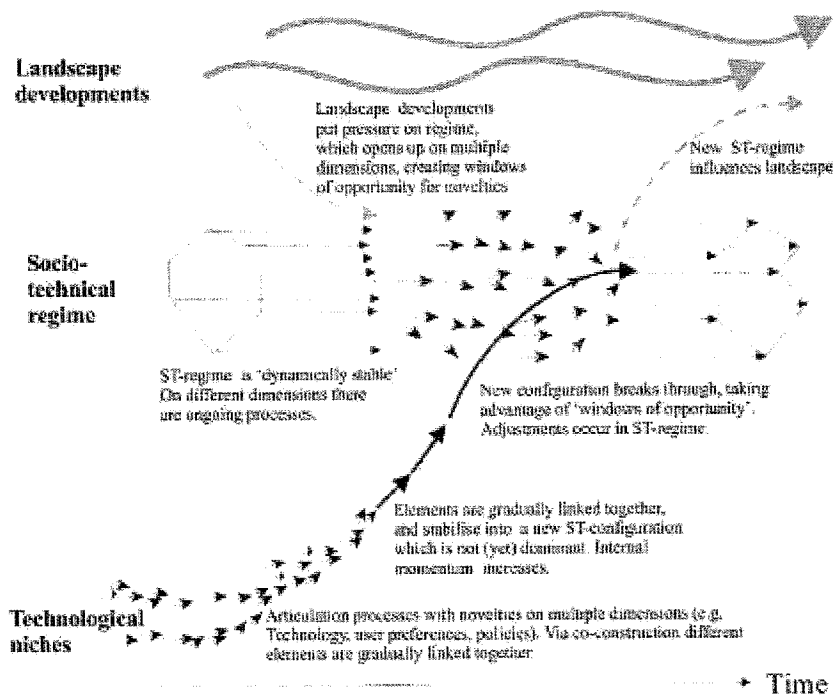 Landscape
developments
Landscape developments
put pressure on regime,
which opens up on multiple
dimensions, creating windows
of opportunity for novelties
New ST-regime
influences landscape
Socio-
technical
regime
ST-regime is 'dynamically stable'
On different dimensions there
are ongoing processes.
New configuration breaks through, taking
advantage of 'windows of opportunity'.
Adjustments occur in ST-regime.
Elements are gradually linked together,
and stabilise into a new ST-configuration
which is not (yet) dominant. Internal
momentum increases.
Technological
niches
Articulation processes with novelties on multiple dimensions (e.g.
Technology, user preferences, policies). Via co-construction different
elements are gradually linked together.
Time